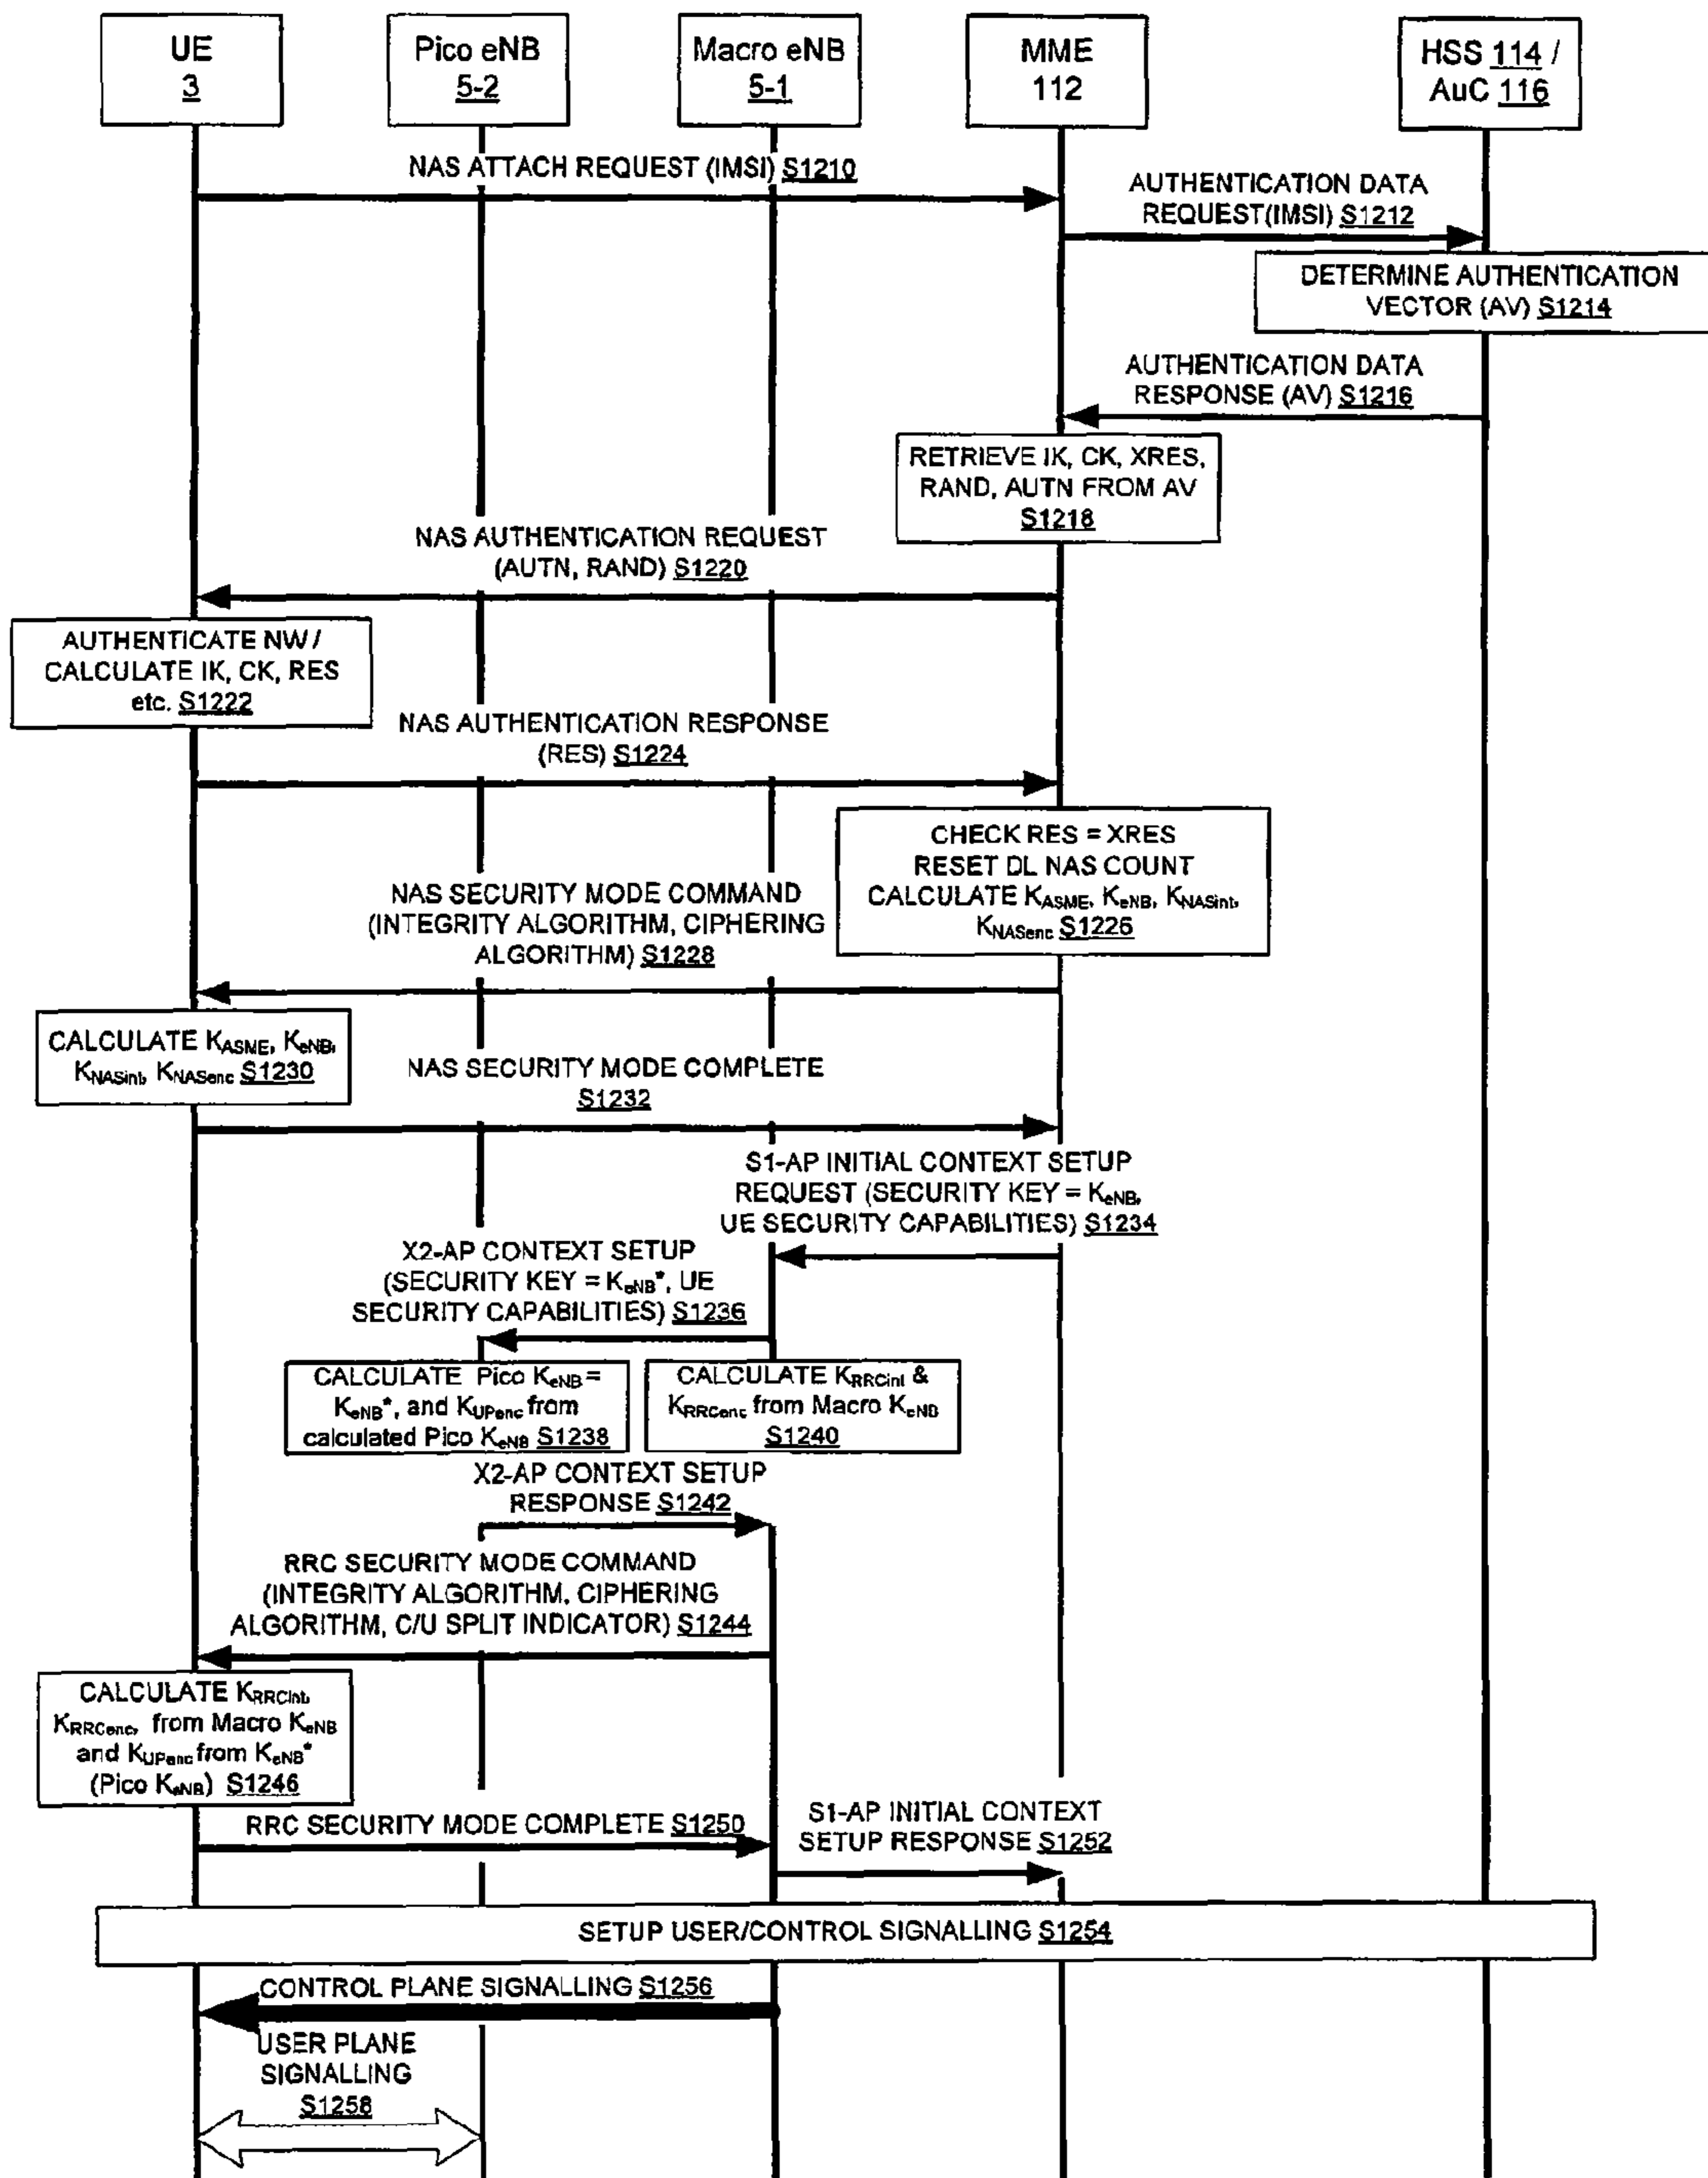 UE
3
Pico eNB
5-2
Macro eNB
5-1
MME
112
HSS 114 /
AuC 116
NAS ATTACH REQUEST (IMSI) S1210
AUTHENTICATION DATA
REQUEST(IMSI) S1212
DETERMINE AUTHENTICATION
VECTOR (AV) S1214
AUTHENTICATION DATA
RESPONSE (AV) S1216
RETRIEVE IK, CK, XRES,
RAND, AUTN FROM AV
S1218
NAS AUTHENTICATION REQUEST
(AUTN, RAND) S1220
AUTHENTICATE NW /
CALCULATE IK, CK, RES
etc. S1222
NAS AUTHENTICATION RESPONSE
(RES) S1224
CHECK RES = XRES
RESET DL NAS COUNT
CALCULATE KASME, KeNB, KNASint,
KNASenc S1226
NAS SECURITY MODE COMMAND
(INTEGRITY ALGORITHM, CIPHERING
ALGORITHM) S1228
CALCULATE KASME, KeNB,
KNASint, KNASenc S1230
NAS SECURITY MODE COMPLETE
S1232
S1-AP INITIAL CONTEXT SETUP
REQUEST (SECURITY KEY = KeNB,
UE SECURITY CAPABILITIES) S1234
X2-AP CONTEXT SETUP
(SECURITY KEY = KeNB*, UE
SECURITY CAPABILITIES) S1236
CALCULATE Pico KeNB =
KeNB*, and KUPenc from
calculated Pico KeNB S1238
CALCULATE KRRCint &
KRRCenc from Macro KeNB
S1240
X2-AP CONTEXT SETUP
RESPONSE S1242
RRC SECURITY MODE COMMAND
(INTEGRITY ALGORITHM, CIPHERING
ALGORITHM, C/U SPLIT INDICATOR) S1244
CALCULATE KRRCint,
KRRCenc, from Macro KeNB
and KUPenc from KeNB*
(Pico KeNB) S1246
RRC SECURITY MODE COMPLETE S1250
S1-AP INITIAL CONTEXT
SETUP RESPONSE S1252
SETUP USER/CONTROL SIGNALLING S1254
CONTROL PLANE SIGNALLING S1256
USER PLANE
SIGNALLING
S1258